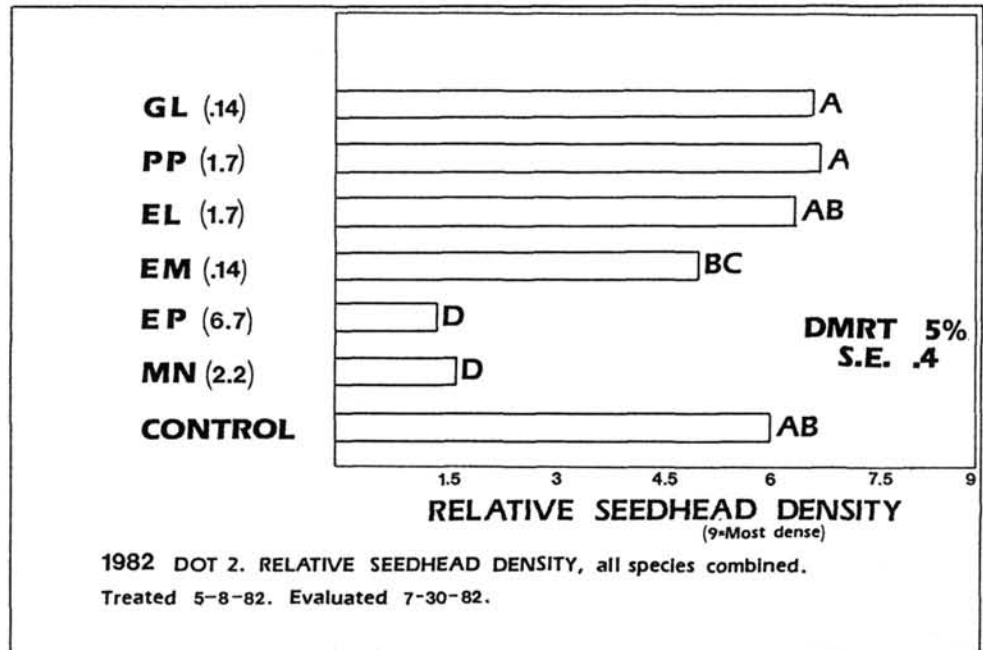 GL (.14) A
PP (1.7) A
EL (1.7) AB
EM (.14) BC
EP (6.7) D
MN (2.2) D
CONTROL AB
DMRT 5%
S.E. .4
1.5 3 4.5 6 7.5 9
RELATIVE SEEDHEAD DENSITY
(9=Most dense)
1982 DOT 2. RELATIVE SEEDHEAD DENSITY, all species combined.
Treated 5-8-82. Evaluated 7-30-82.